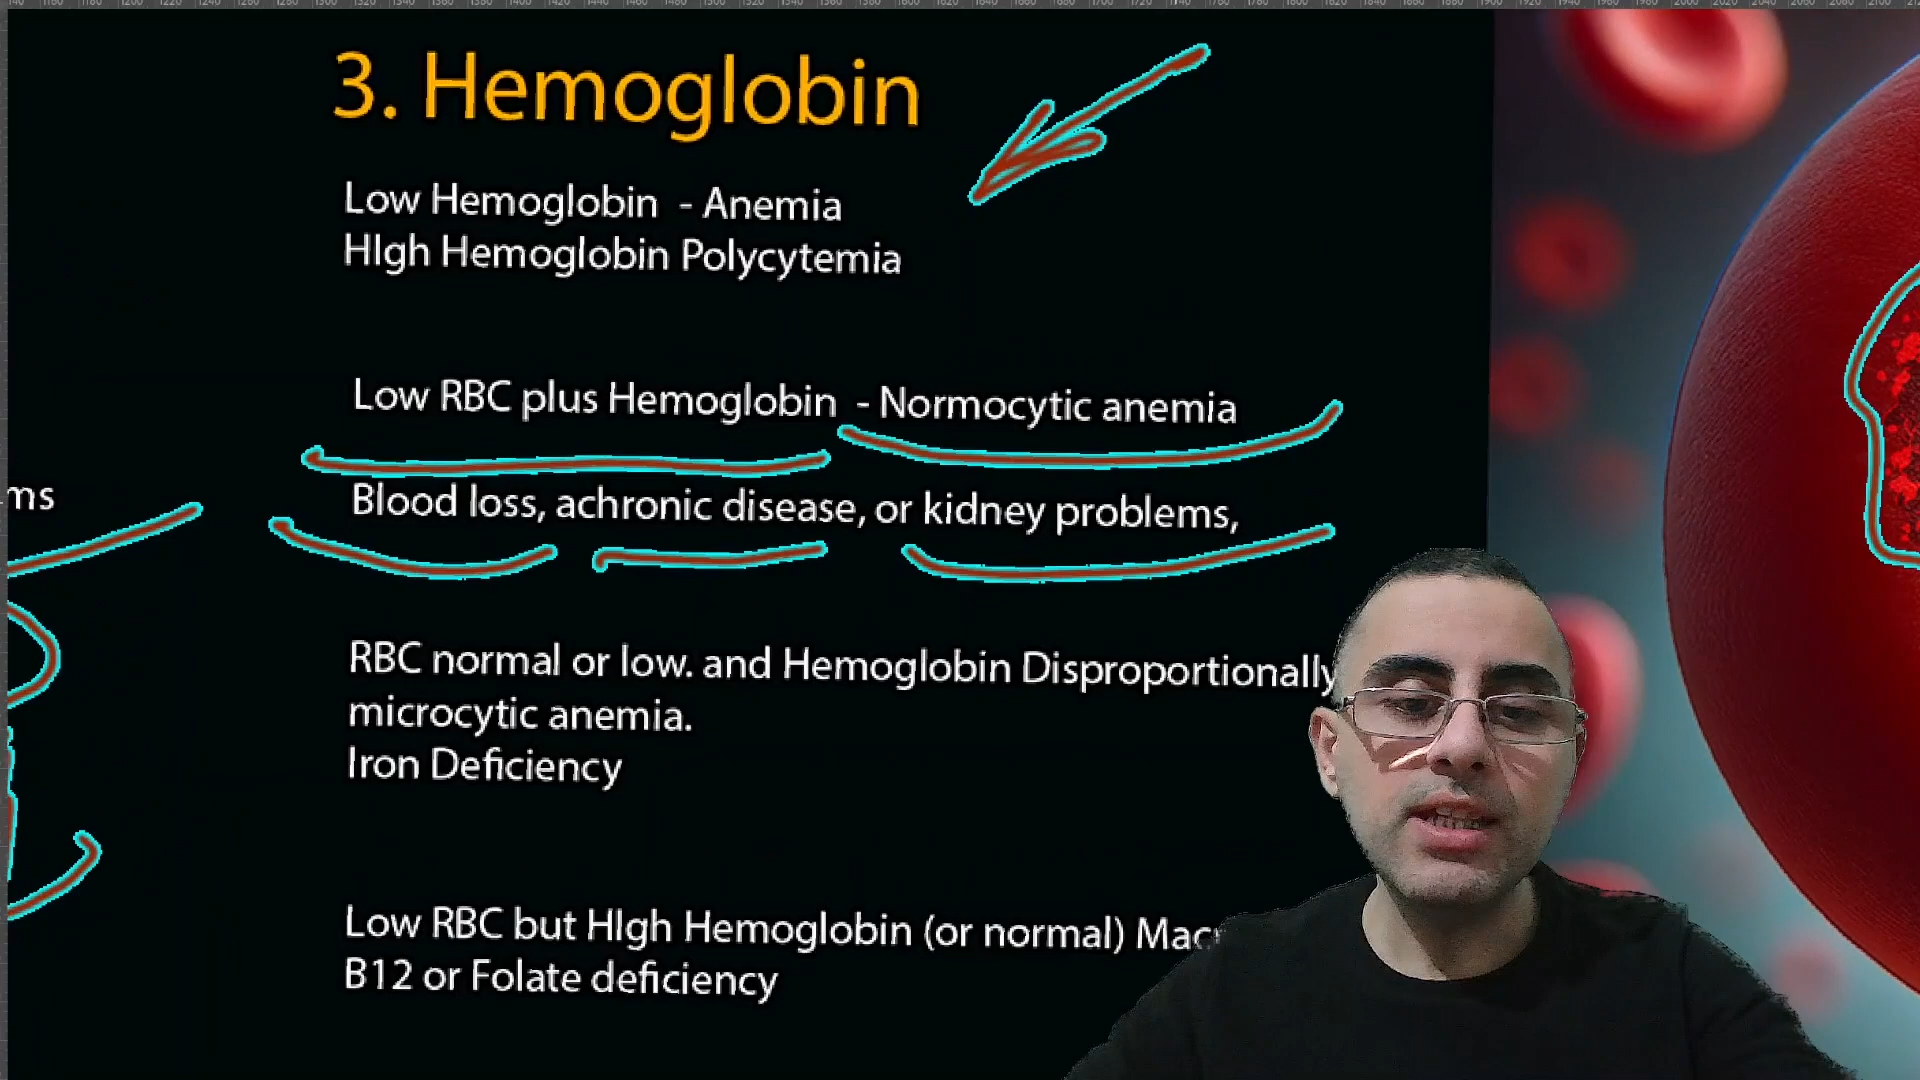 3. Hemoglobin
Low Hemoglobin - Anemia
HIgh Hemoglobin Polycytemia
Low RBC plus Hemoglobin - Normocytic anemia
ms
Blood loss, achronic disease, or kidney problems,
RBC normal or low. and Hemoglobin Disproportionally
microcytic anemia.
Iron Deficiency
Low RBC but HIgh Hemoglobin (or normal)
B12 or Folate deficiency